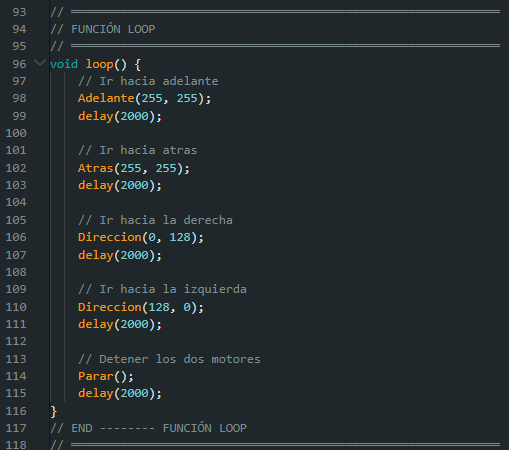 93 // ═══════════════════════════════════════════════════════════════
94 // FUNCIÓN LOOP
95 // ═══════════════════════════════════════════════════════════════
96 void loop() {
97 // Ir hacia adelante
98 Adelante(255, 255);
99 delay(2000);
100
101 // Ir hacia atras
102 Atras(255, 255);
103 delay(2000);
104
105 // Ir hacia la derecha
106 Direccion(0, 128);
107 delay(2000);
108
109 // Ir hacia la izquierda
110 Direccion(128, 0);
111 delay(2000);
112
113 // Detener los dos motores
114 Parar();
115 delay(2000);
116 }
117 // END -------- FUNCIÓN LOOP
118 // ═══════════════════════════════════════════════════════════════